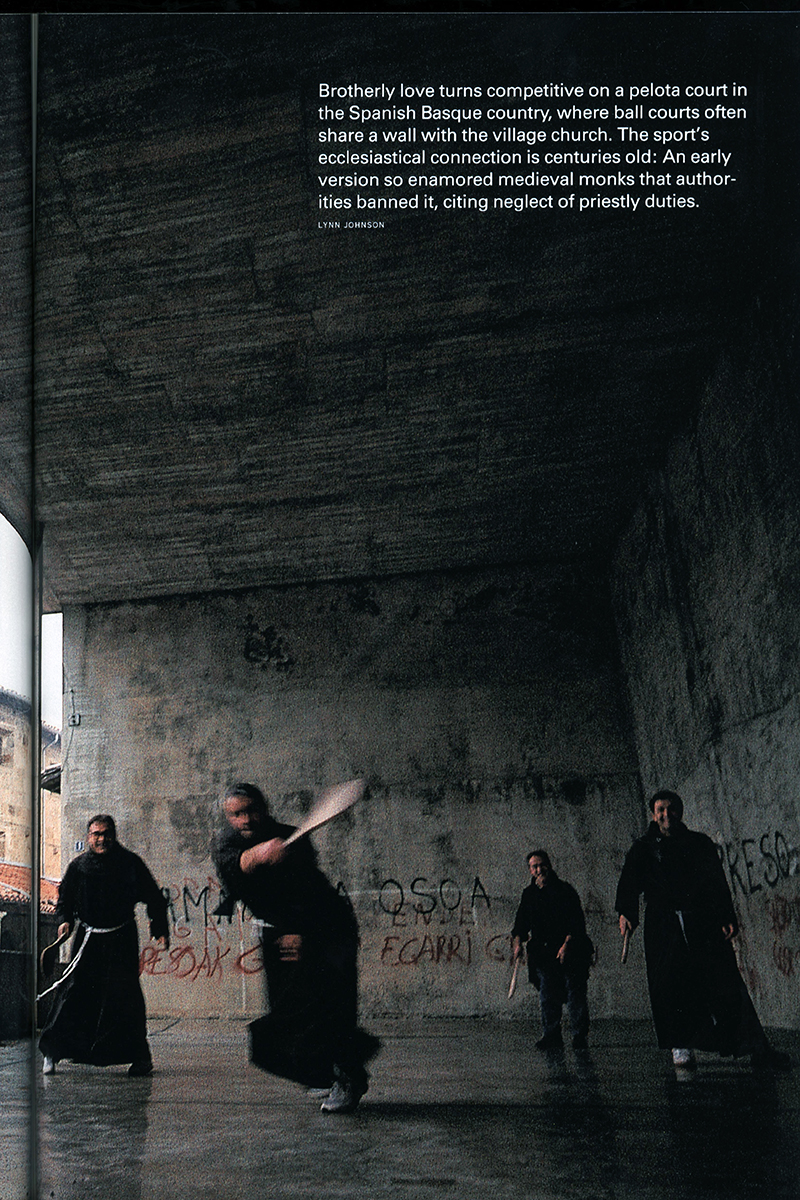 Brotherly love turns competitive on a pelota court in
the Spanish Basque country, where ball courts often
share a wall with the village church. The sport's
ecclesiastical connection is centuries old: An early
version so enamored medieval monks that author-
ities banned it, citing neglect of priestly duties.
LYNN JOHNSON
OSOA
EKARRI
PRESO